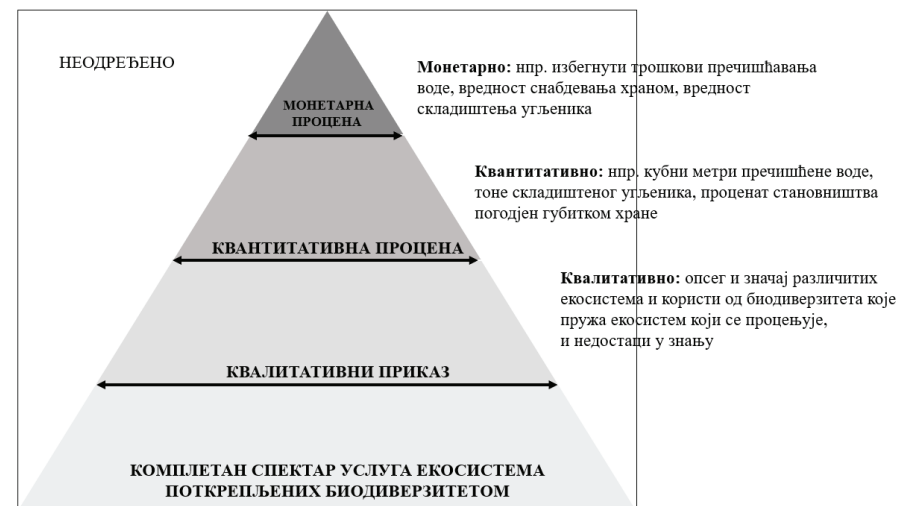 НЕОДРЕЂЕНО
Монетарно: нпр. избегнути трошкови пречишћавања
воде, вредност снабдевања храном, вредност
складиштења угљеника
МОНЕТАРНА
ПРОЦЕНА
Квантитативно: нпр. кубни метри пречишћене воде,
тоне складиштеног угљеника, проценат становништва
погодјен губитком хране
КВАНТИТАТИВНА ПРОЦЕНА
Квалитативно: опсег и значај различитих
екосистема и користи од биодиверзитета које
пружа екосистем који се процењује,
и недостаци у знању
КВАЛИТАТИВНИ ПРИКАЗ
КОМПЛЕТАН СПЕКТАР УСЛУГА ЕКОСИСТЕМА
ПОТКРЕПЉЕНИХ БИОДИВЕРЗИТЕТОМ